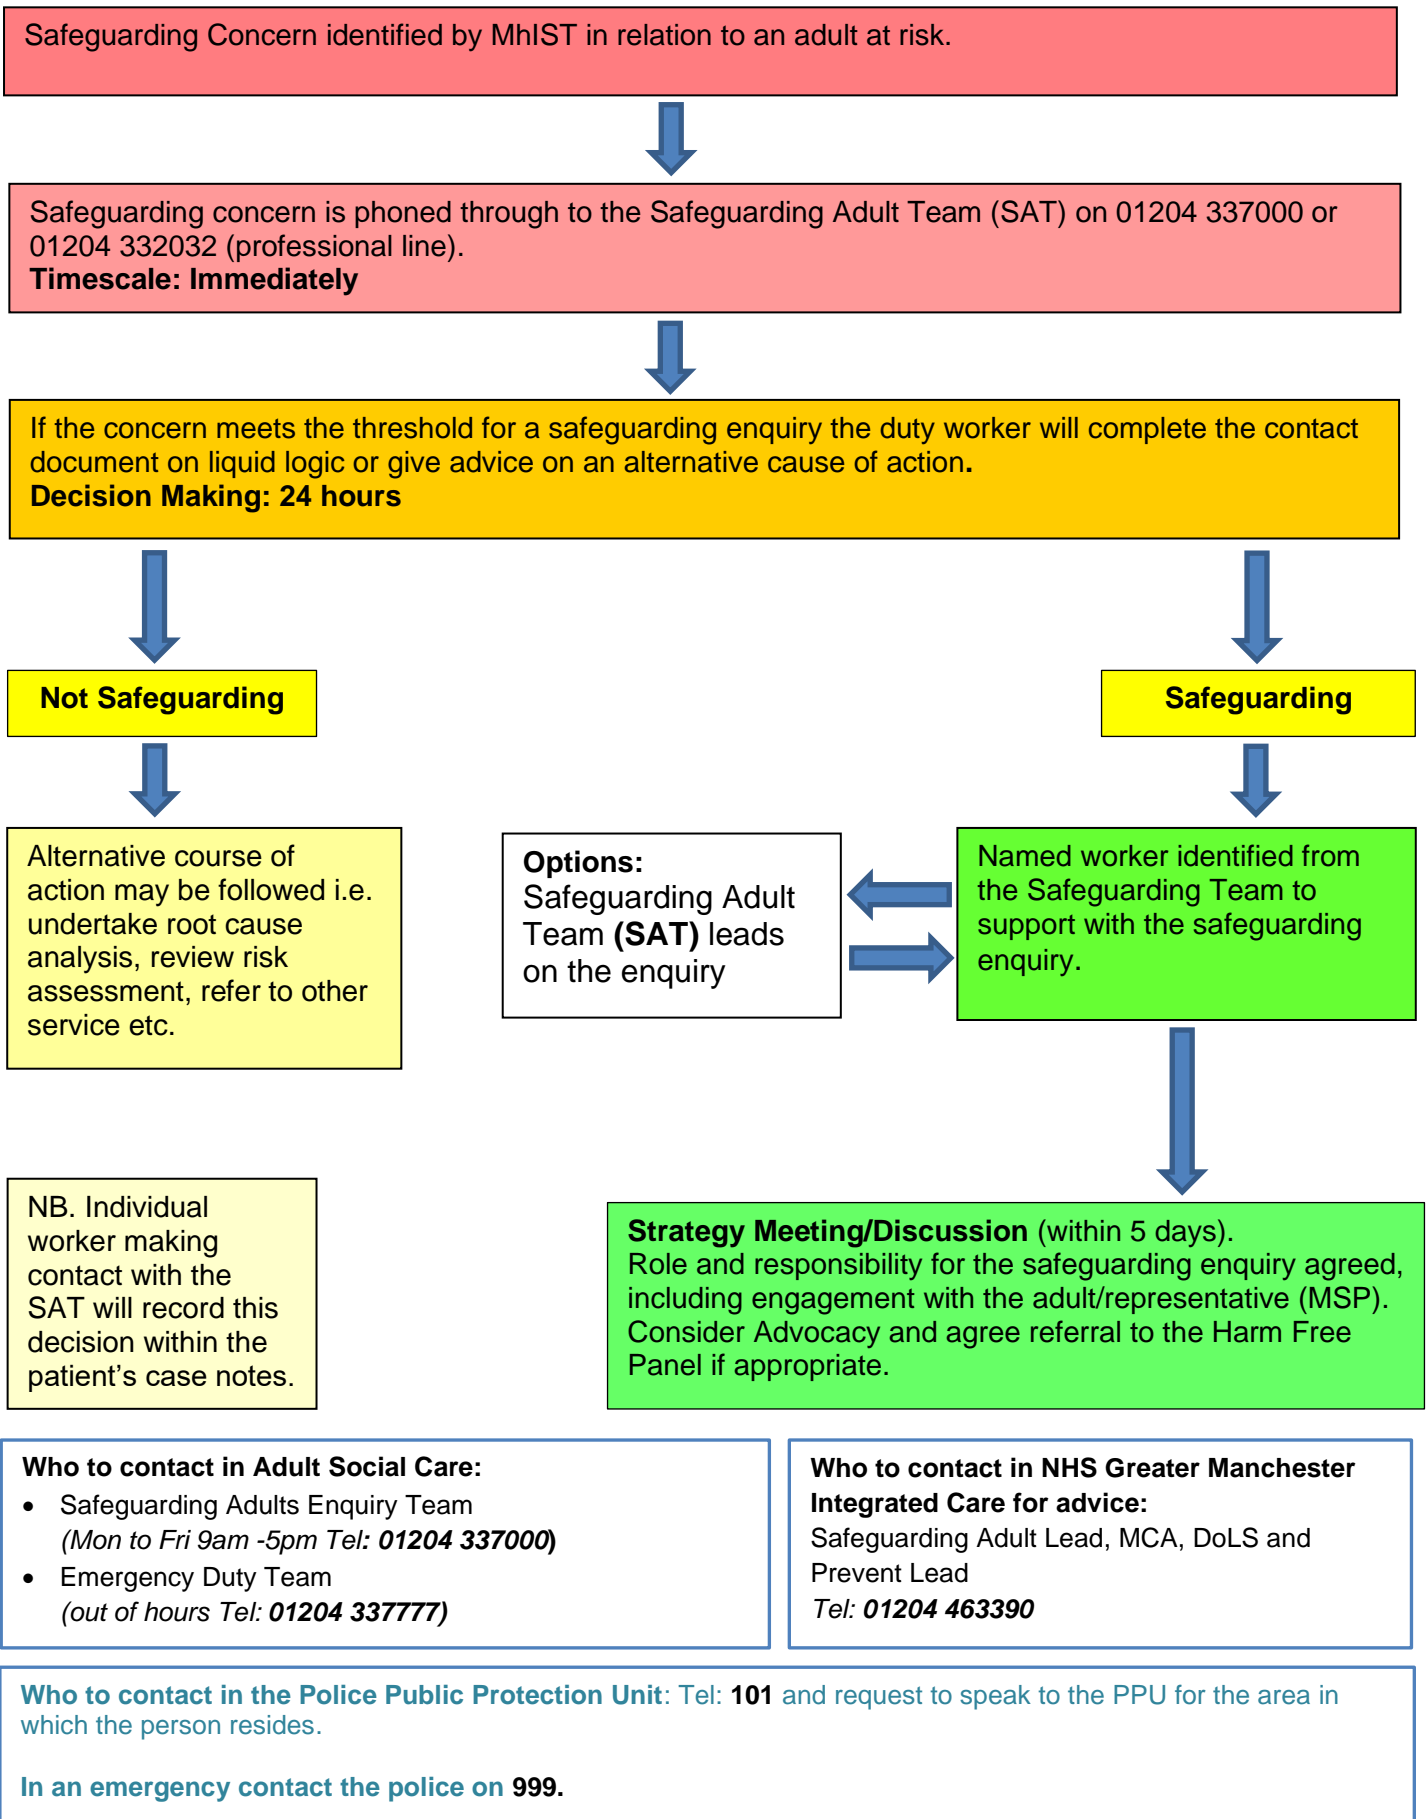 Safeguarding Concern identified by MhIST in relation to an adult at risk.
Safeguarding concern is phoned through to the Safeguarding Adult Team (SAT) on 01204 337000 or
01204 332032 (professional line).
Timescale: Immediately
If the concern meets the threshold for a safeguarding enquiry the duty worker will complete the contact
document on liquid logic or give advice on an alternative cause of action.
Decision Making: 24 hours
Not Safeguarding
Safeguarding
Alternative course of
action may be followed i.e.
undertake root cause
analysis, review risk
assessment, refer to other
service etc.
Options:
Safeguarding Adult
Team (SAT) leads
on the enquiry
Named worker identified from
the Safeguarding Team to
support with the safeguarding
enquiry.
NB. Individual
worker making
contact with the
SAT will record this
decision within the
patient’s case notes.
Strategy Meeting/Discussion (within 5 days).
Role and responsibility for the safeguarding enquiry agreed,
including engagement with the adult/representative (MSP).
Consider Advocacy and agree referral to the Harm Free
Panel if appropriate.
Who to contact in Adult Social Care:
• Safeguarding Adults Enquiry Team
(Mon to Fri 9am -5pm Tel: 01204 337000)
• Emergency Duty Team
(out of hours Tel: 01204 337777)
Who to contact in NHS Greater Manchester
Integrated Care for advice:
Safeguarding Adult Lead, MCA, DoLS and
Prevent Lead
Tel: 01204 463390
Who to contact in the Police Public Protection Unit: Tel: 101 and request to speak to the PPU for the area in
which the person resides.
In an emergency contact the police on 999.